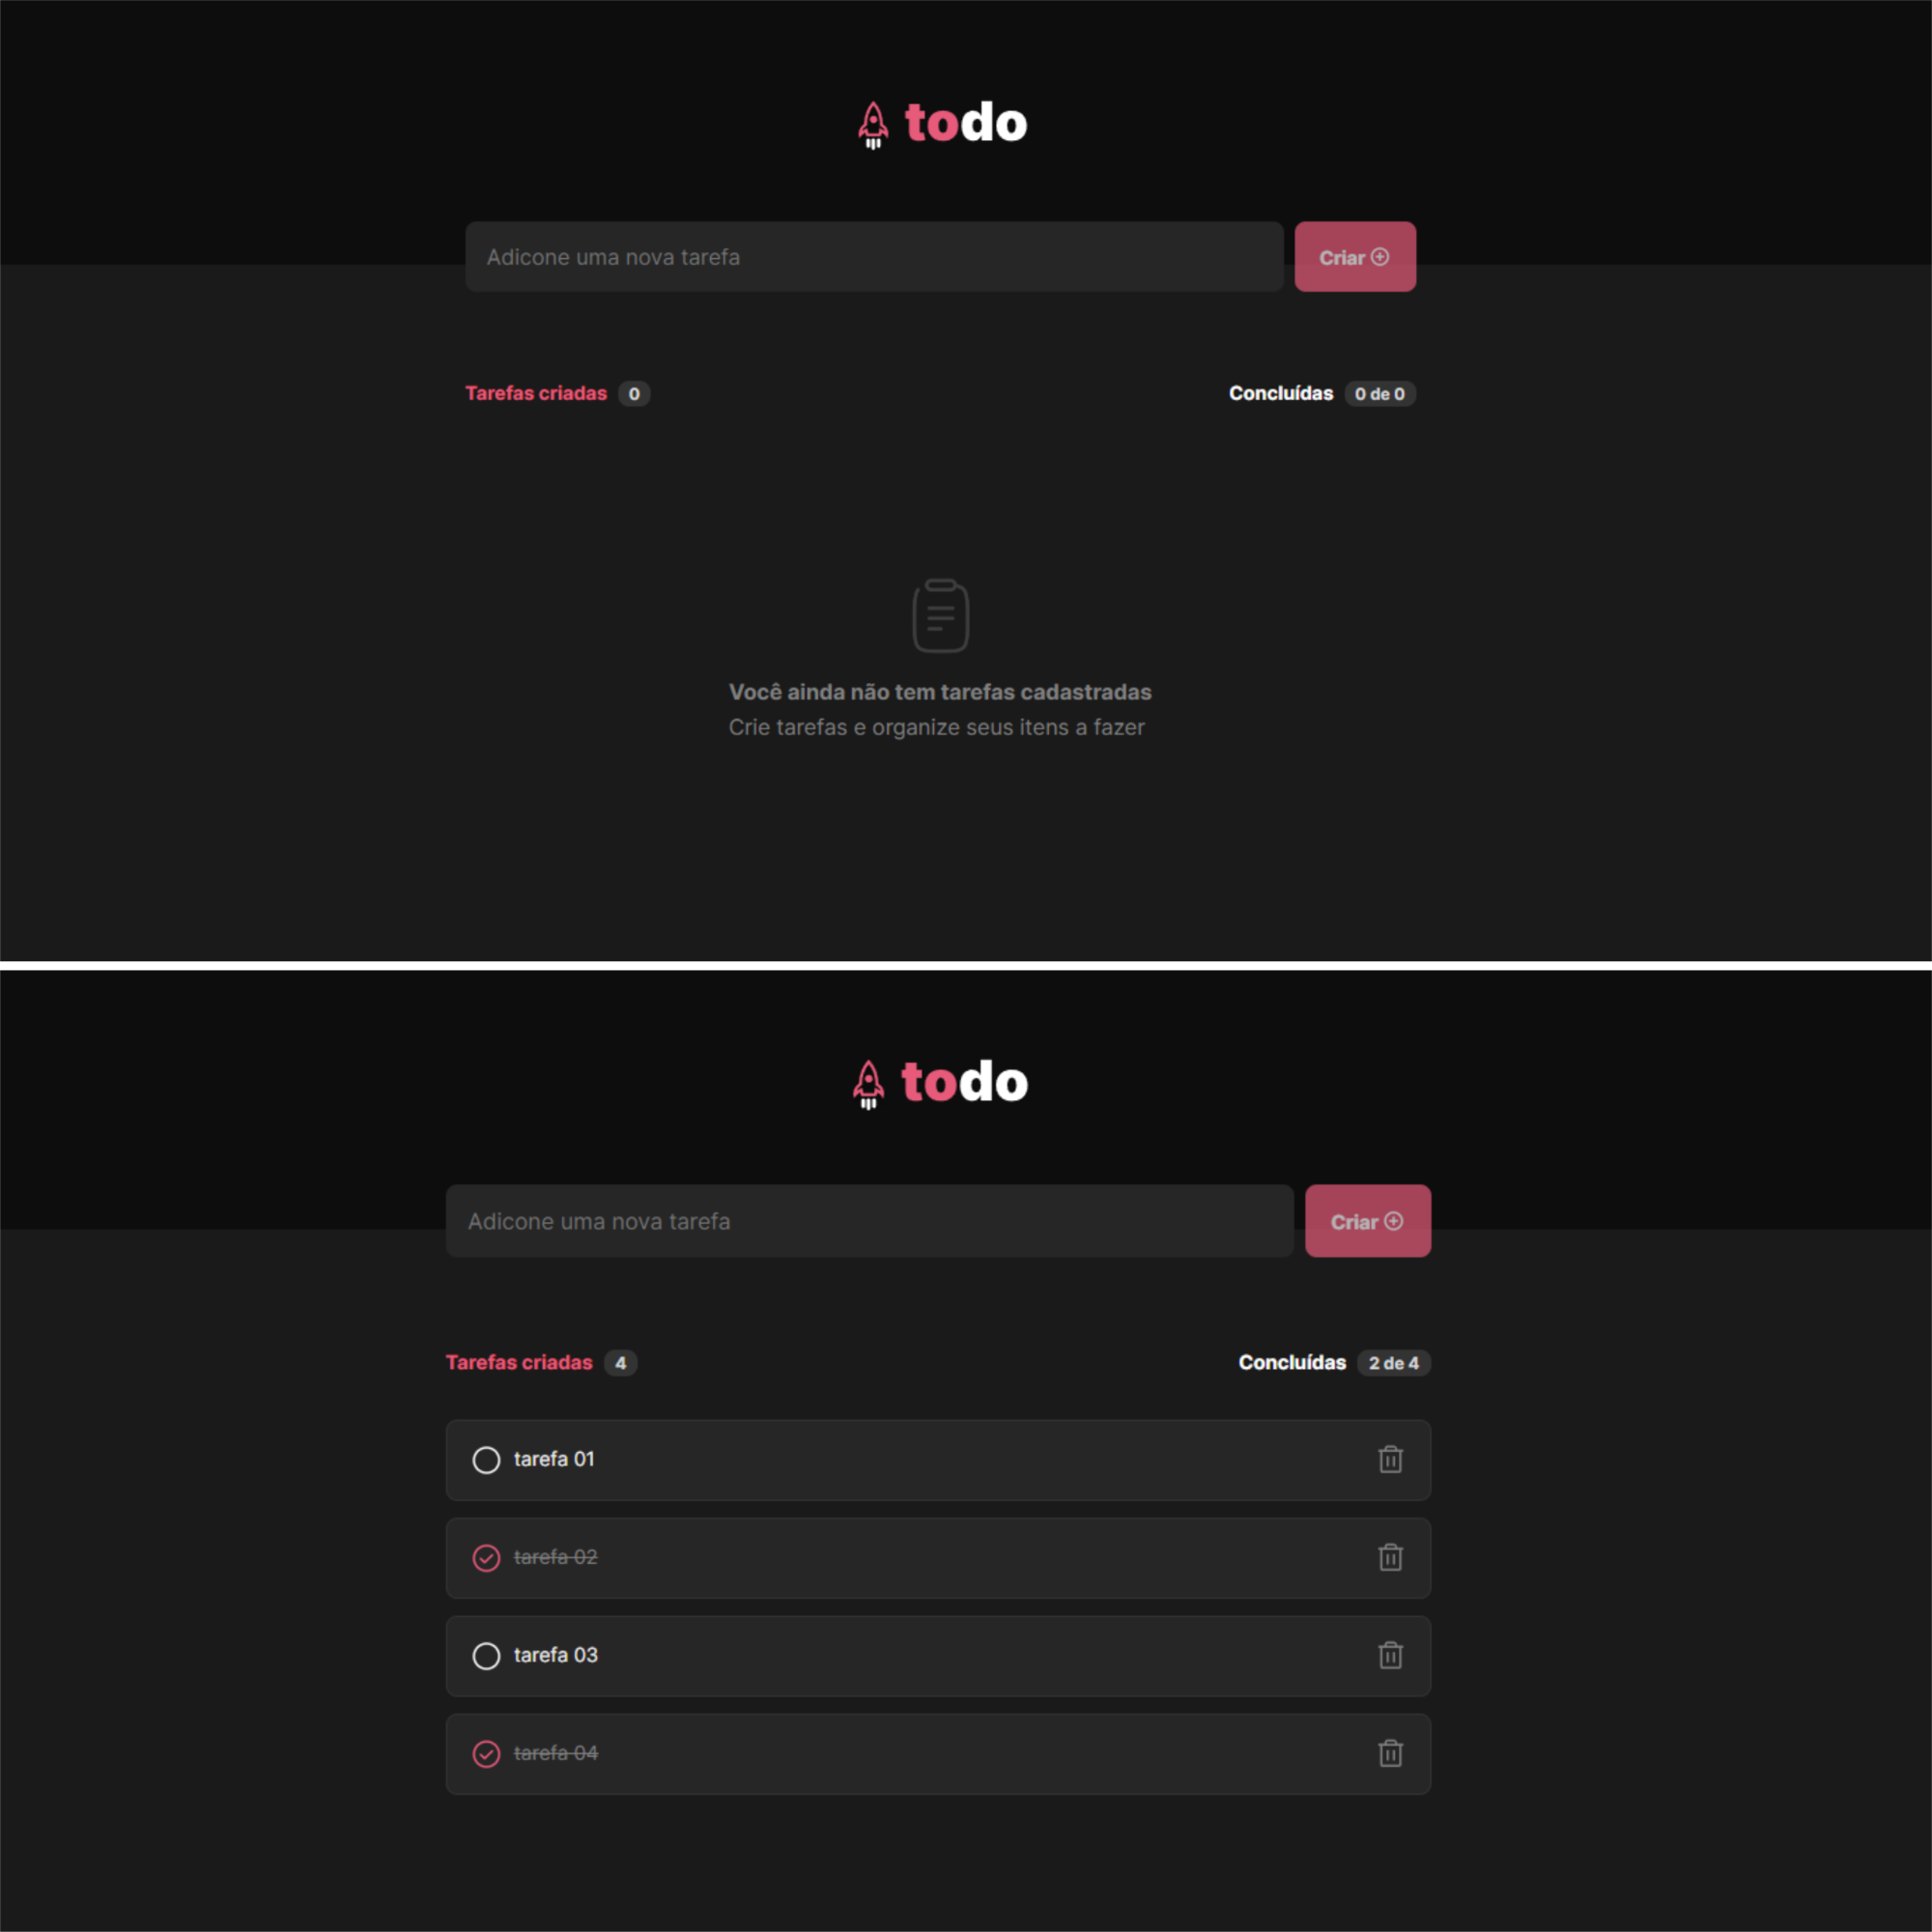 todo
Adicone uma nova tarefa
Criar
Tarefas criadas 0
Concluídas 0 de 0
Você ainda não tem tarefas cadastradas
Crie tarefas e organize seus itens a fazer
todo
Adicone uma nova tarefa
Criar
Tarefas criadas 4
Concluídas 2 de 4
tarefa 01
tarefa 02
tarefa 03
tarefa 04